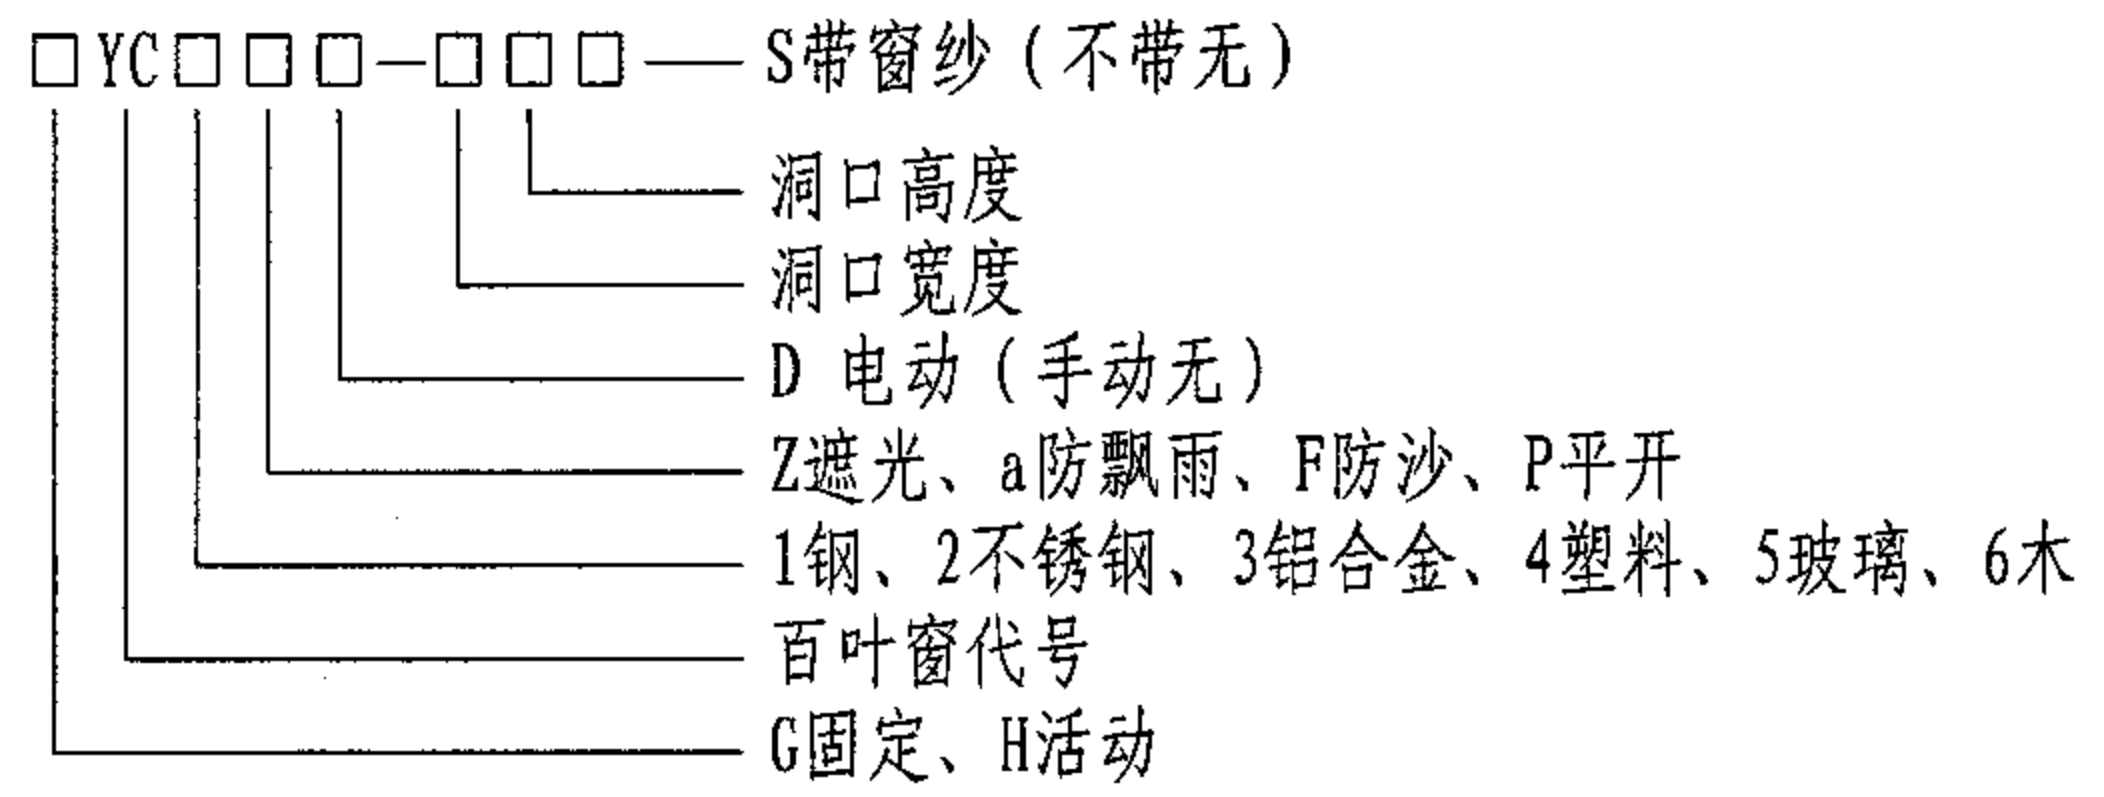 □YC□□□—□□□——S带窗纱(不带无)
洞口高度
洞口宽度
D 电动(手动无)
Z遮光、a防飘雨、F防沙、P平开
1钢、2不锈钢、3铝合金、4塑料、5玻璃、6木
百叶窗代号
G固定、H活动